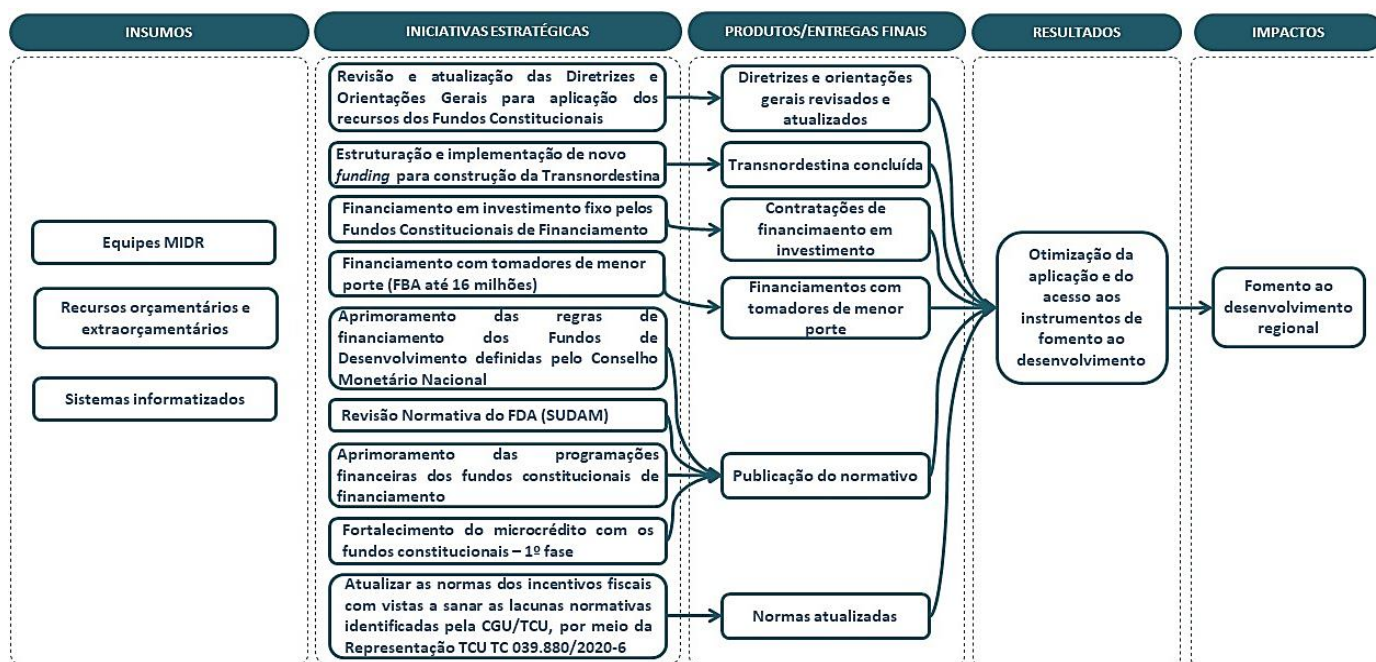 INSUMOS
INICIATIVAS ESTRATÉGICAS
PRODUTOS/ENTREGAS FINAIS
RESULTADOS
IMPACTOS
Equipes MIDR
Recursos orçamentários e
extraorçamentários
Sistemas informatizados
Revisão e atualização das Diretrizes e
Orientações Gerais para aplicação dos
recursos dos Fundos Constitucionais
Estruturação e implementação de novo
funding para construção da Transnordestina
Financiamento em investimento fixo pelos
Fundos Constitucionais de Financiamento
Financiamento com tomadores de menor
porte (FBA até 16 milhões)
Aprimoramento das regras de
financiamento dos Fundos de
Desenvolvimento definidas pelo Conselho
Monetário Nacional
Revisão Normativa do FDA (SUDAM)
Aprimoramento das programações
financeiras dos fundos constitucionais de
financiamento
Fortalecimento do microcrédito com os
fundos constitucionais – 1º fase
Atualizar as normas dos incentivos fiscais
com vistas a sanar as lacunas normativas
identificadas pela CGU/TCU, por meio da
Representação TCU TC 039.880/2020-6
Diretrizes e orientações
gerais revisados e
atualizados
Transnordestina concluída
Contratações de
financimaento em
investimento
Financiamentos com
tomadores de menor
porte
Publicação do normativo
Normas atualizadas
Otimização da
aplicação e do
acesso aos
instrumentos de
fomento ao
desenvolvimento
Fomento ao
desenvolvimento
regional